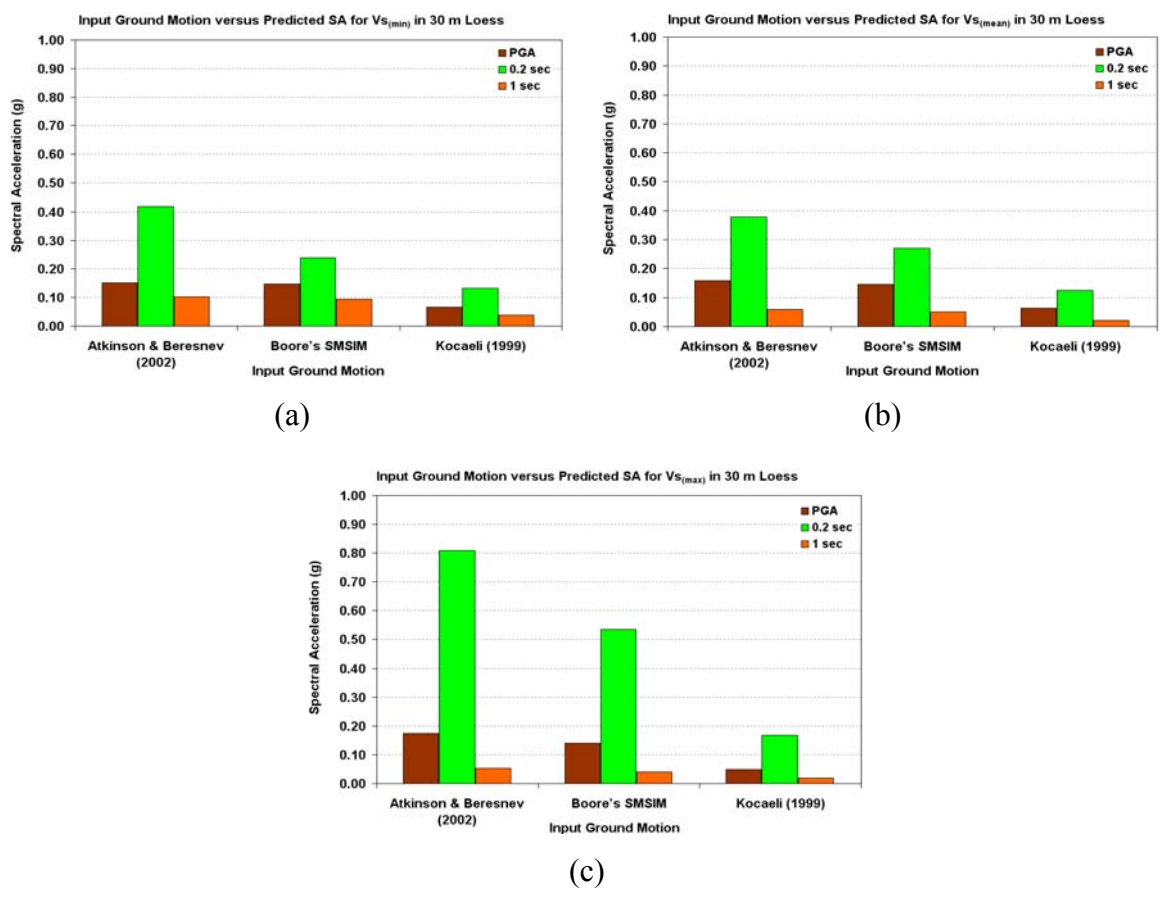 Input Ground Motion versus Predicted SA for Vs(min) in 30 m Loess
1.00
0.90
0.80
0.70
0.60
0.50
0.40
0.30
0.20
0.10
0.00
Spectral Acceleration (g)
PGA
0.2 sec
1 sec
Atkinson & Beresnev
(2002)
Boore's SMSIM
Kocaeli (1999)
Input Ground Motion
(a)
Input Ground Motion versus Predicted SA for Vs(mean) in 30 m Loess
1.00
0.90
0.80
0.70
0.60
0.50
0.40
0.30
0.20
0.10
0.00
Spectral Acceleration (g)
PGA
0.2 sec
1 sec
Atkinson & Beresnev
(2002)
Boore's SMSIM
Kocaeli (1999)
Input Ground Motion
(b)
Input Ground Motion versus Predicted SA for Vs(max) in 30 m Loess
1.00
0.90
0.80
0.70
0.60
0.50
0.40
0.30
0.20
0.10
0.00
Spectral Acceleration (g)
PGA
0.2 sec
1 sec
Atkinson & Beresnev
(2002)
Boore's SMSIM
Kocaeli (1999)
Input Ground Motion
(c)